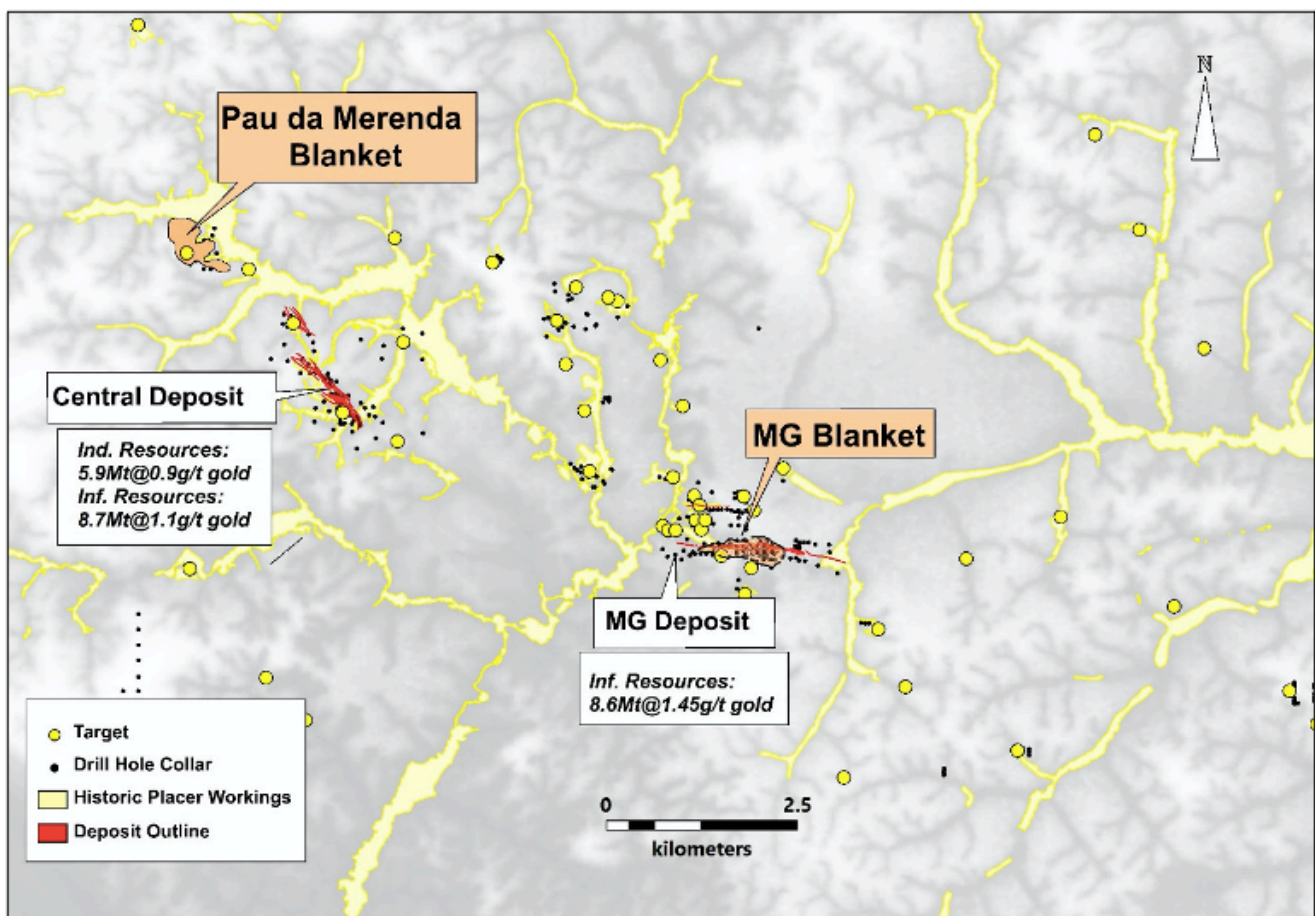 N
Pau da Merenda
Blanket
Central Deposit
Ind. Resources:
5.9Mt@0.9g/t gold
Inf. Resources:
8.7Mt@1.1g/t gold
MG Blanket
MG Deposit
Inf. Resources:
8.6Mt@1.45g/t gold
Target
Drill Hole Collar
Historic Placer Workings
Deposit Outline
0 2.5
kilometers